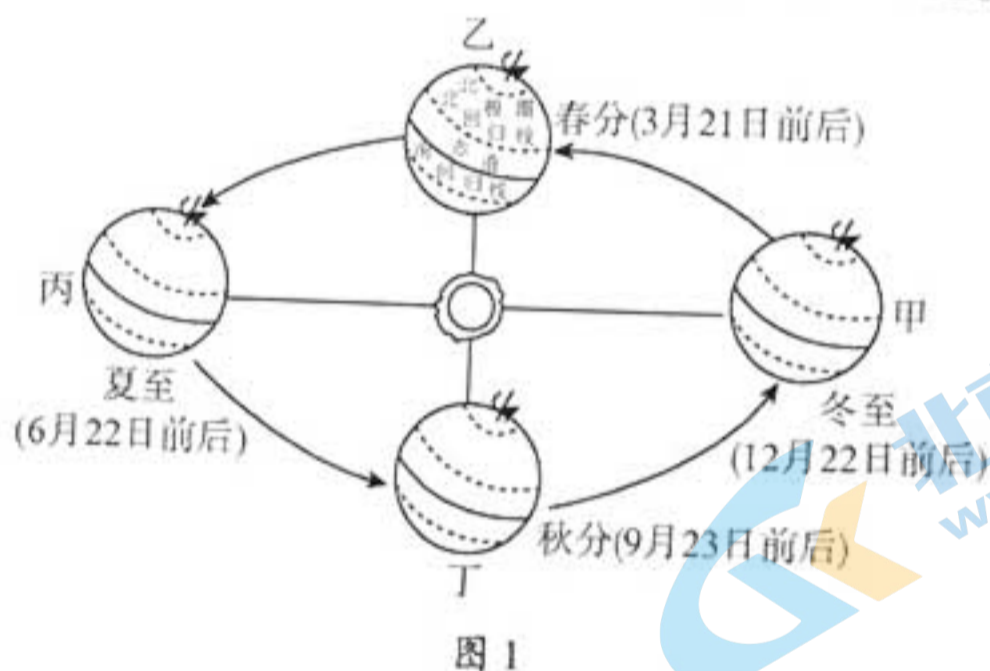 乙
北极圈
北回归线
赤道
南回归线
春分(3月21日前后)
丙
甲
夏至
(6月22日前后)
冬至
(12月22日前后)
秋分(9月23日前后)
丁
图 1